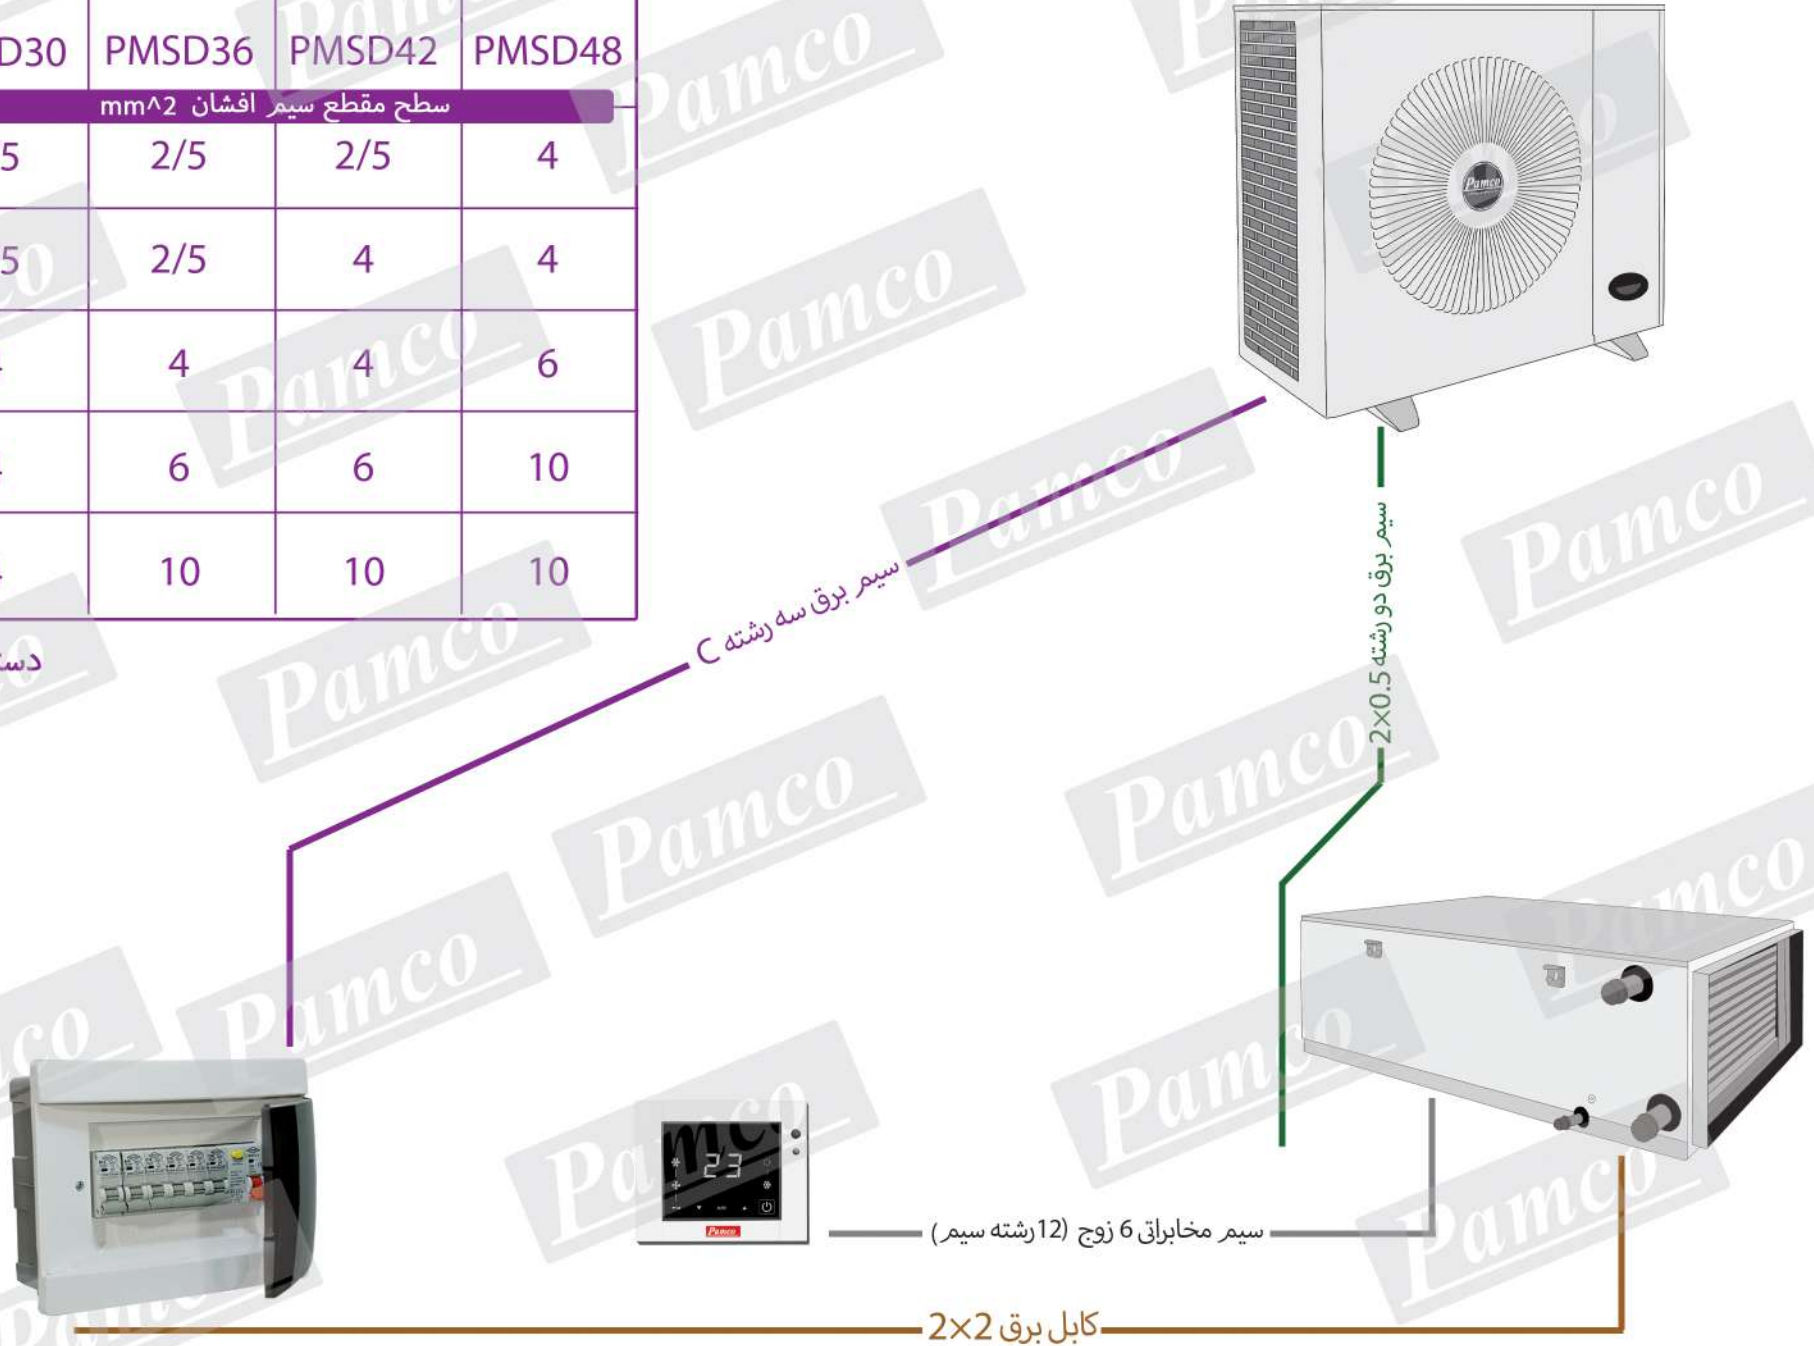 D30 PMSD36 PMSD42 PMSD48
سطح مقطع سیم افشان mm^2
5 2/5 2/5 4
5 2/5 4 4
4 4 6
6 6 10
10 10 10
سیم برق سه رشته C
سیم برق دو رشته 2×0.5
23
Pamco
سیم مخابراتی 6 زوج (12رشته سیم)
کابل برق 2×2
Pamco